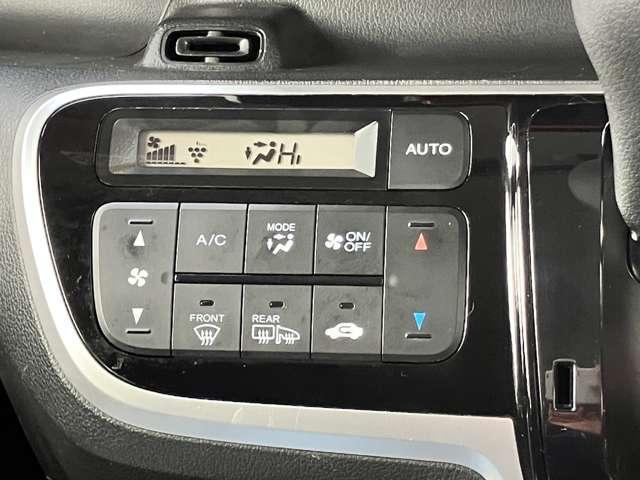 Hi
AUTO
A/C
MODE
ON/
OFF
FRONT
REAR